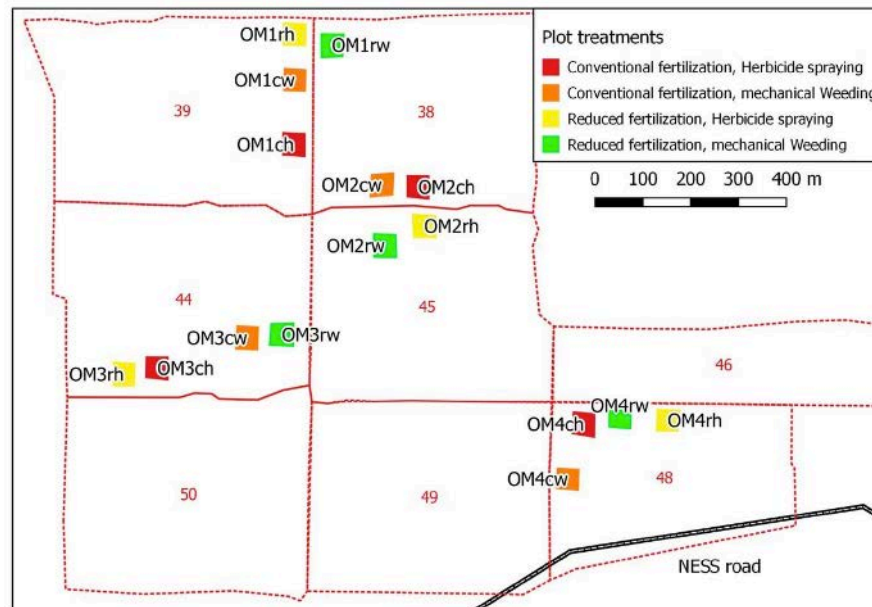 OM1rh
OM1rw
OM1cw
39
38
OM1ch
OM2cw
OM2ch
OM2rh
OM2rw
44
45
OM3cw
OM3rw
OM3rh
OM3ch
46
OM4rw
OM4ch
OM4rh
OM4cw
48
50
49
NESS road
Plot treatments
Conventional fertilization, Herbicide spraying
Conventional fertilization, mechanical Weeding
Reduced fertilization, Herbicide spraying
Reduced fertilization, mechanical Weeding
0 100 200 300 400 m